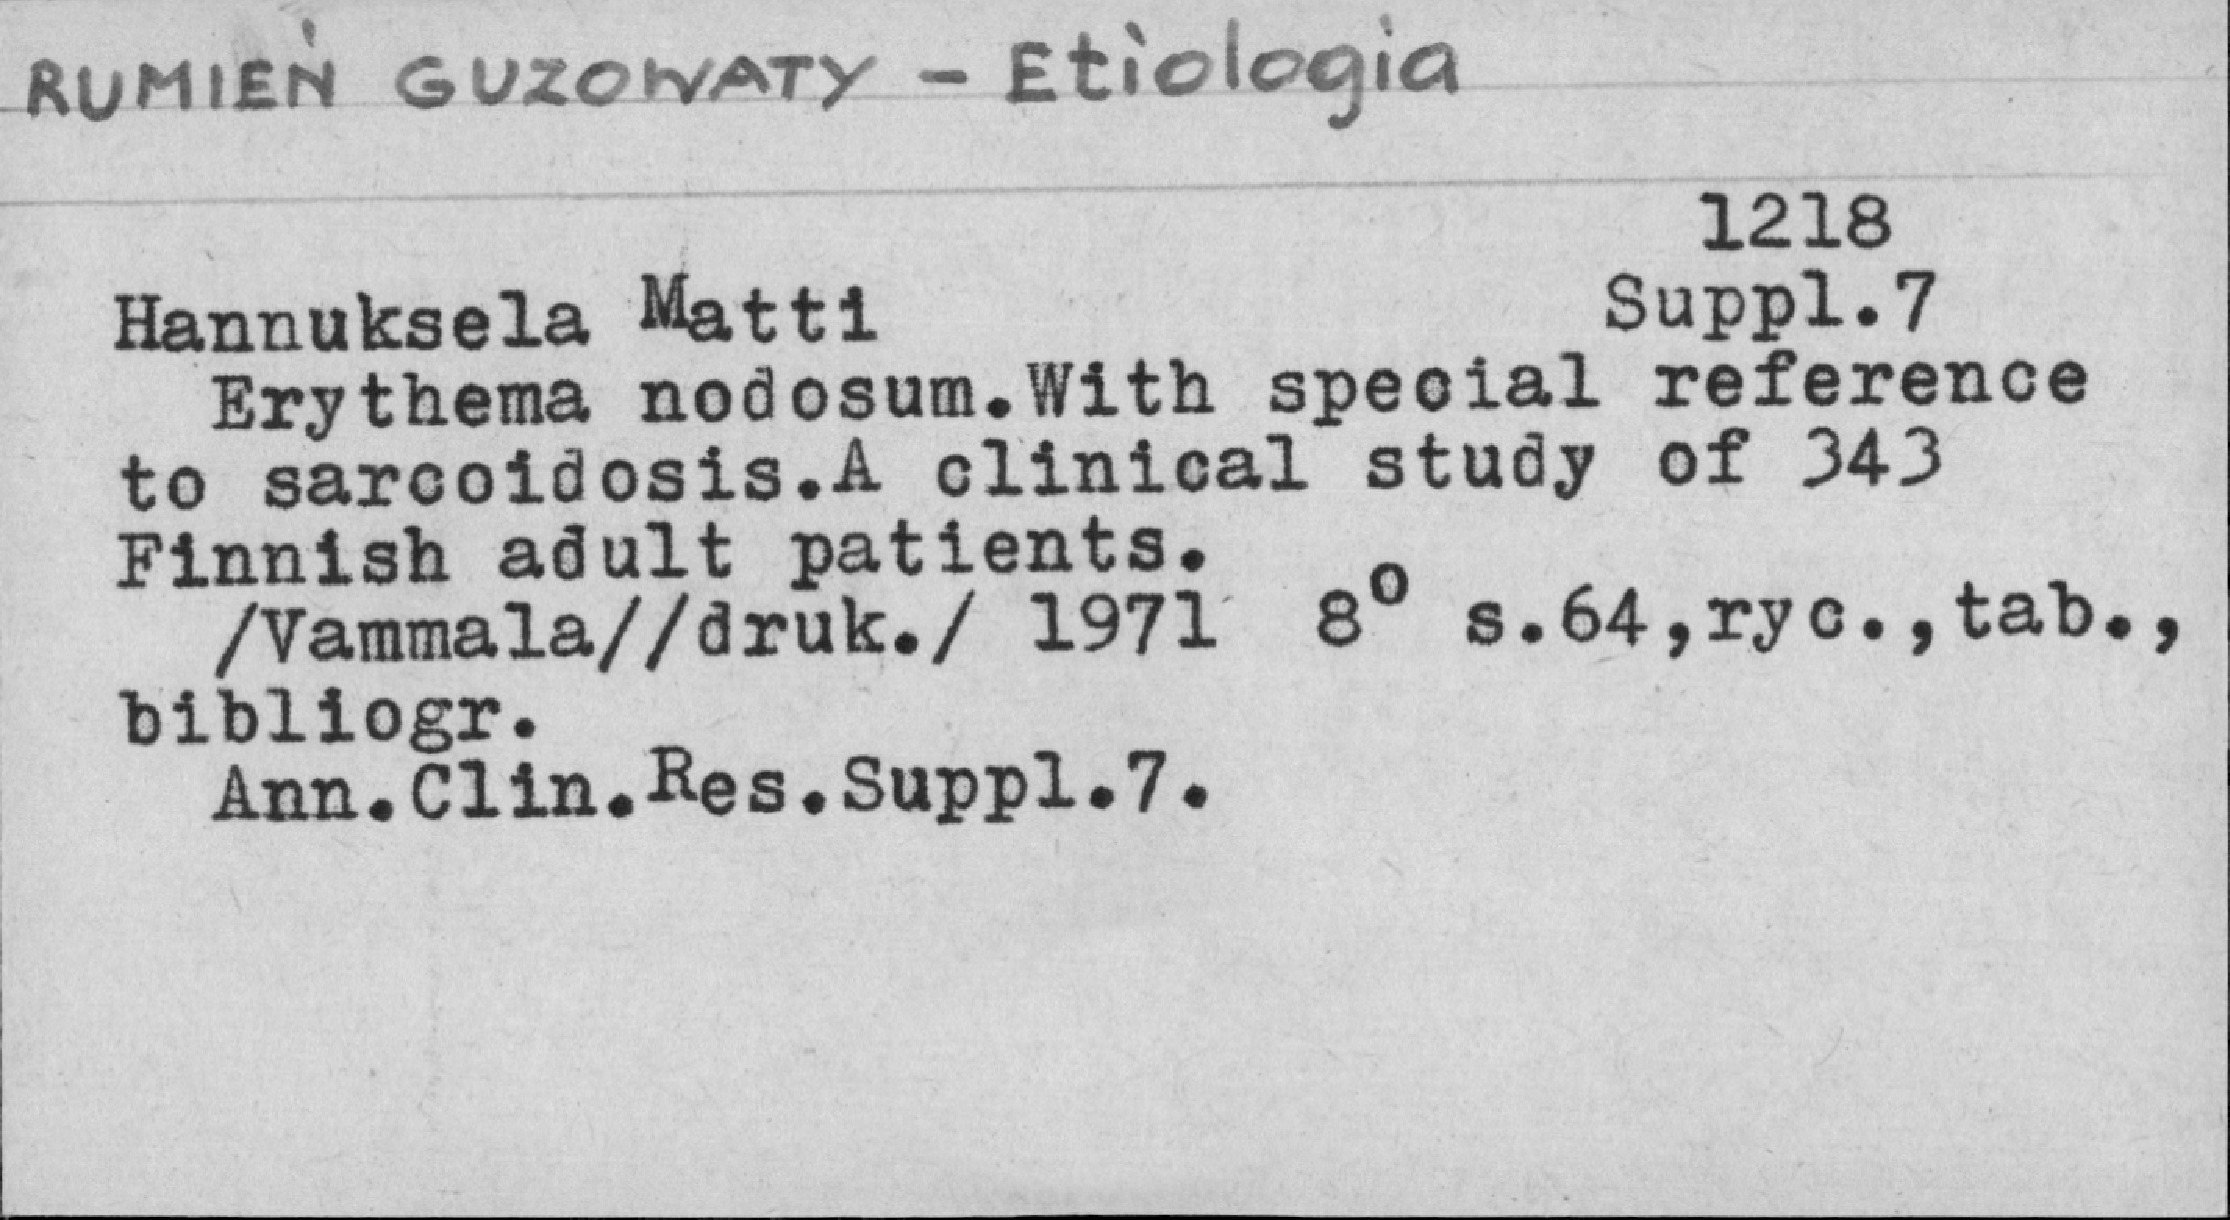 RUMIEŃ GUZOWATY - Etiologia
1218
Hannuksela Matti Suppl.7
Erythema nodosum.With special reference
to sarcoidosis.A clinical study of 343
Finnish adult patients.
/Vammala//druk./ 1971 8º s.64,ryc.,tab.,
bibliogr.
Ann.Clin.Res.Suppl.7.